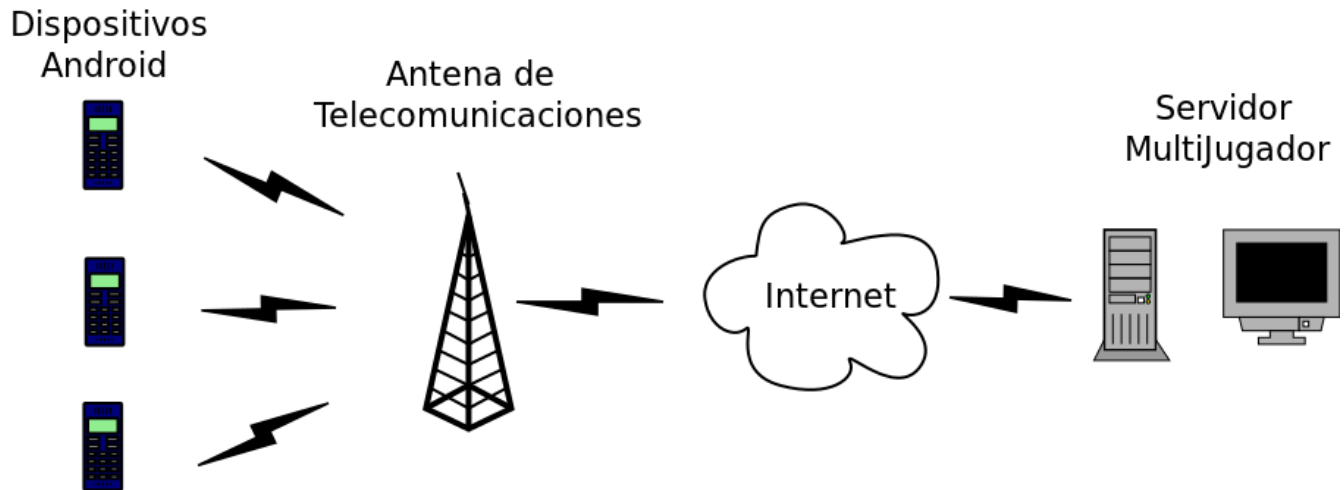 Dispositivos
Android
Antena de
Telecomunicaciones
Servidor
MultiJugador
Internet